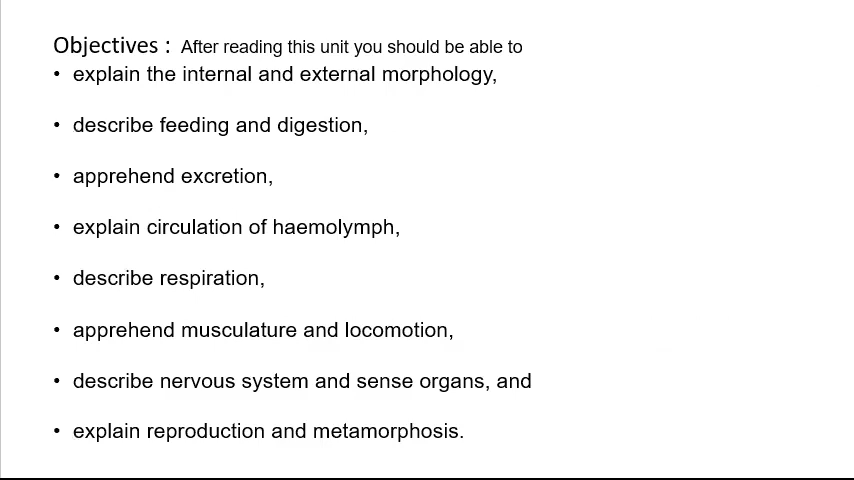 Objectives : After reading this unit you should be able to
• explain the internal and external morphology,
• describe feeding and digestion,
• apprehend excretion,
• explain circulation of haemolymph,
• describe respiration,
• apprehend musculature and locomotion,
• describe nervous system and sense organs, and
• explain reproduction and metamorphosis.